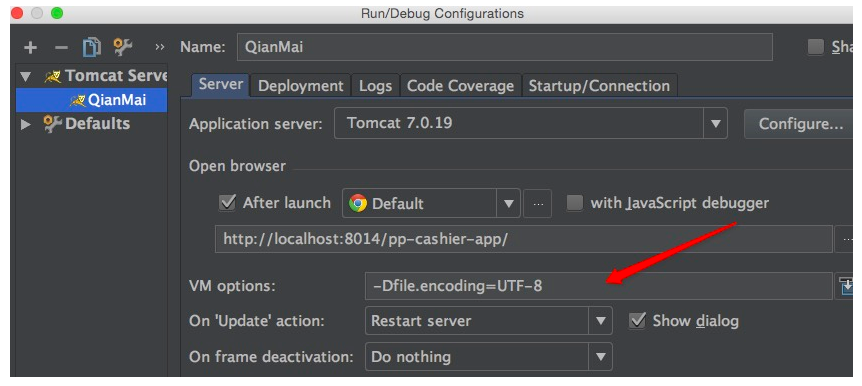 Run/Debug Configurations
Name: QianMai Sha
Tomcat Serve
QianMai
Defaults
Server Deployment Logs Code Coverage Startup/Connection
Application server: Tomcat 7.0.19 Configure...
Open browser
After launch Default ... with JavaScript debugger
http://localhost:8014/pp-cashier-app/ ...
VM options: -Dfile.encoding=UTF-8
On 'Update' action: Restart server Show dialog
On frame deactivation: Do nothing